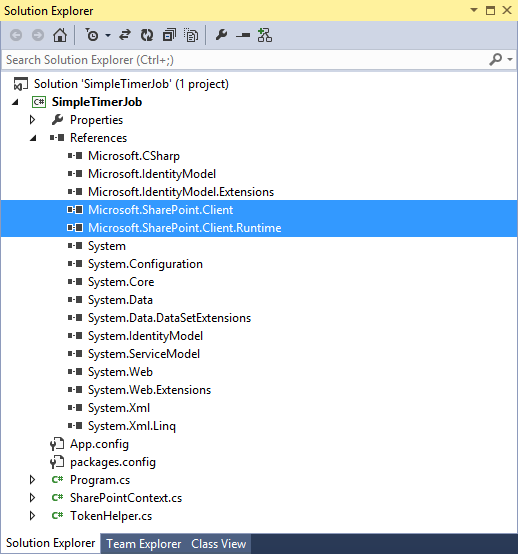 Solution Explorer
Search Solution Explorer (Ctrl+;)
Solution 'SimpleTimerJob' (1 project)
C# SimpleTimerJob
Properties
References
Microsoft.CSharp
Microsoft.IdentityModel
Microsoft.IdentityModel.Extensions
Microsoft.SharePoint.Client
Microsoft.SharePoint.Client.Runtime
System
System.Configuration
System.Core
System.Data
System.Data.DataSetExtensions
System.IdentityModel
System.ServiceModel
System.Web
System.Web.Extensions
System.Xml
System.Xml.Linq
App.config
packages.config
C# Program.cs
C# SharePointContext.cs
C# TokenHelper.cs
Solution Explorer Team Explorer Class View